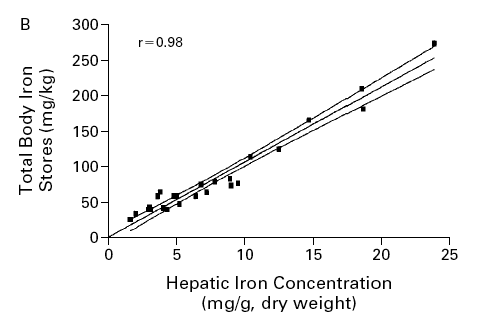 B
r=0.98
Total Body Iron
Stores (mg/kg)
300
250
200
150
100
50
0
0 5 10 15 20 25
Hepatic Iron Concentration
(mg/g, dry weight)